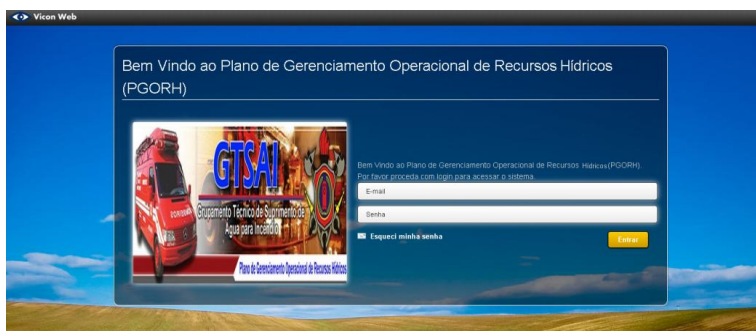 Vicon Web
Bem Vindo ao Plano de Gerenciamento Operacional de Recursos Hídricos
(PGORH)
GTSAI
Grupamento Técnico de Suprimento de
Água para Incêndio
Plano de Gerenciamento Operacional de Recursos Hídricos
Bem Vindo ao Plano de Gerenciamento Operacional de Recursos Hídricos (PGORH).
Por favor proceda com login para acessar o sistema
E-mail
Senha
Esqueci minha senha
Entrar